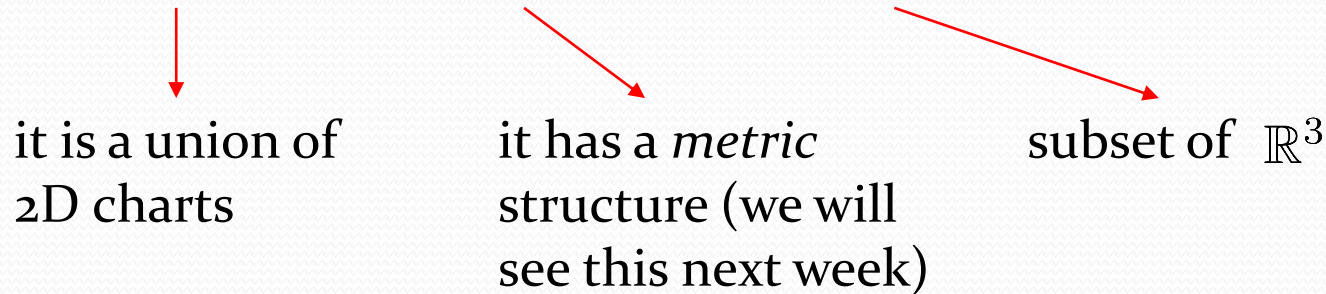 it is a union of
2D charts
it has a metric
structure (we will
see this next week)
subset of ℝ³